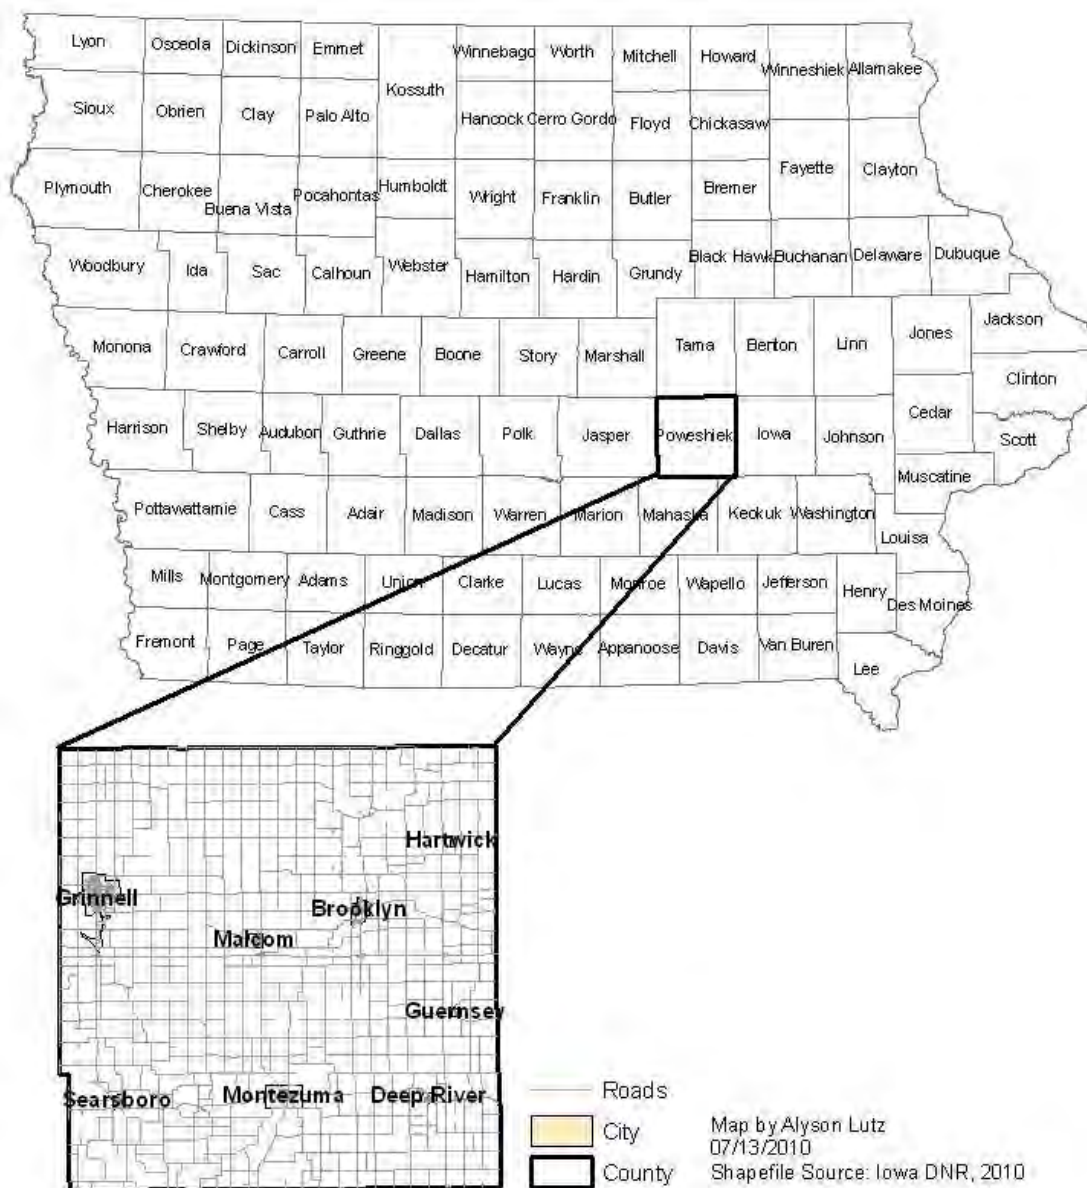 Lyon Osceola Dickinson Emmet Winnebago Worth Mitchell Howard Winneshiek Allamakee
Kossuth
Sioux Obrien Clay Palo Alto Hancock Cerro Gordo Floyd Chickasaw
Fayette Clayton
Plymouth Cherokee Buena Vista Pocahontas Humboldt Wright Franklin Butler Bremer
Woodbury Ida Sac Calhoun Webster Hamilton Hardin Grundy Black Hawk Buchanan Delaware Dubuque
Monona Crawford Carroll Greene Boone Story Marshall Tama Benton Linn Jones Jackson
Clinton
Harrison Shelby Audubon Guthrie Dallas Polk Jasper Poweshiek Iowa Johnson Cedar Scott
Muscatine
Pottawattamie Cass Adair Madison Warren Marion Mahaska Keokuk Washington
Louisa
Mills Montgomery Adams Union Clarke Lucas Monroe Wapello Jefferson Henry Des Moines
Fremont Page Taylor Ringgold Decatur Wayne Appanoose Davis Van Buren
Lee
Hartwick
Grinnell
Brooklyn
Malcom
Guernsey
Searsboro Montezuma Deep River
Roads
City
County
Map by Alyson Lutz
07/13/2010
Shapefile Source: Iowa DNR, 2010